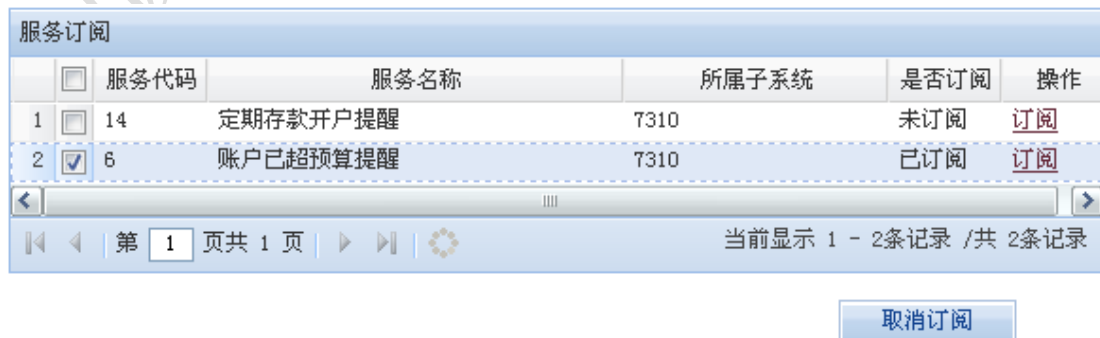 服务订阅
服务代码 服务名称 所属子系统 是否订阅 操作
1 14 定期存款开户提醒 7310 未订阅 订阅
2 6 账户已超预算提醒 7310 已订阅 订阅
第 1 页共 1 页 当前显示 1 - 2条记录 /共 2条记录
取消订阅